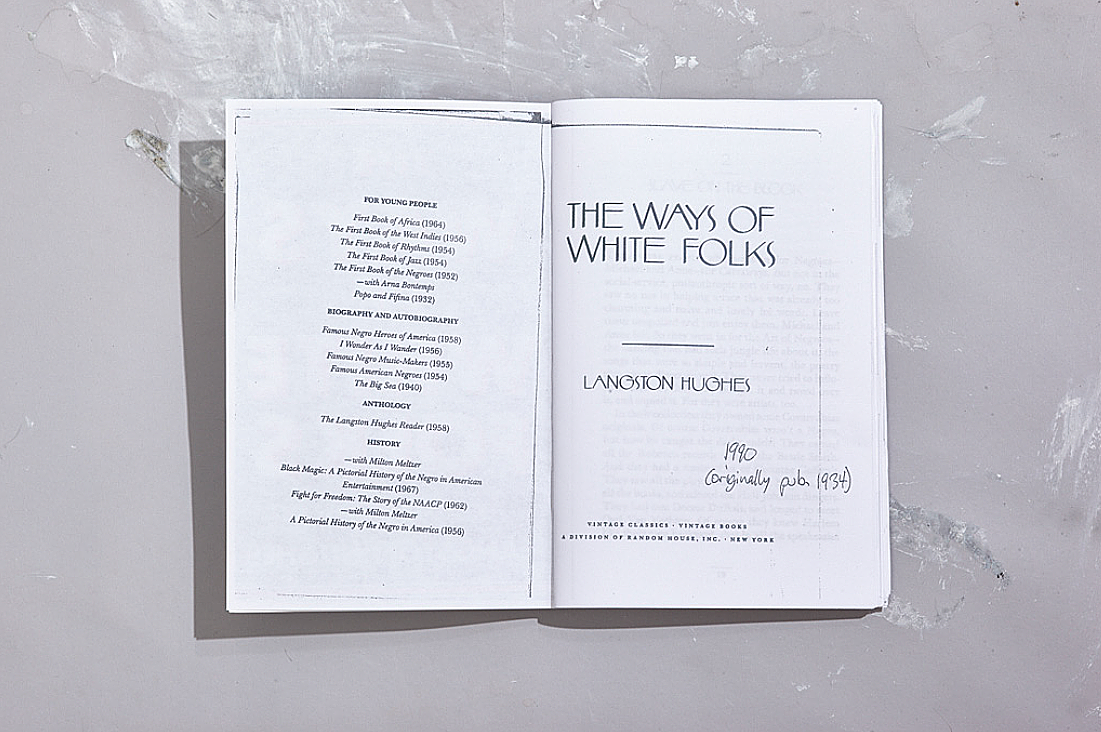 FOR YOUNG PEOPLE
First Book of Africa (1964)
The First Book of the West Indies (1956)
The First Book of Rhythms (1954)
The First Book of Jazz (1954)
The First Book of the Negroes (1952)
—with Arna Bontemps
Popo and Fifina (1932)
BIOGRAPHY AND AUTOBIOGRAPHY
Famous Negro Heroes of America (1958)
I Wonder As I Wander (1956)
Famous Negro Music-Makers (1955)
Famous American Negroes (1954)
The Big Sea (1940)
ANTHOLOGY
The Langston Hughes Reader (1958)
HISTORY
—with Milton Meltzer
Black Magic: A Pictorial History of the Negro in American
Entertainment (1967)
Fight for Freedom: The Story of the NAACP (1962)
—with Milton Meltzer
A Pictorial History of the Negro in America (1956)
THE WAYS OF
WHITE FOLKS
LANGSTON HUGHES
1990
(originally pub. 1934)
VINTAGE CLASSICS · VINTAGE BOOKS
A DIVISION OF RANDOM HOUSE, INC. · NEW YORK